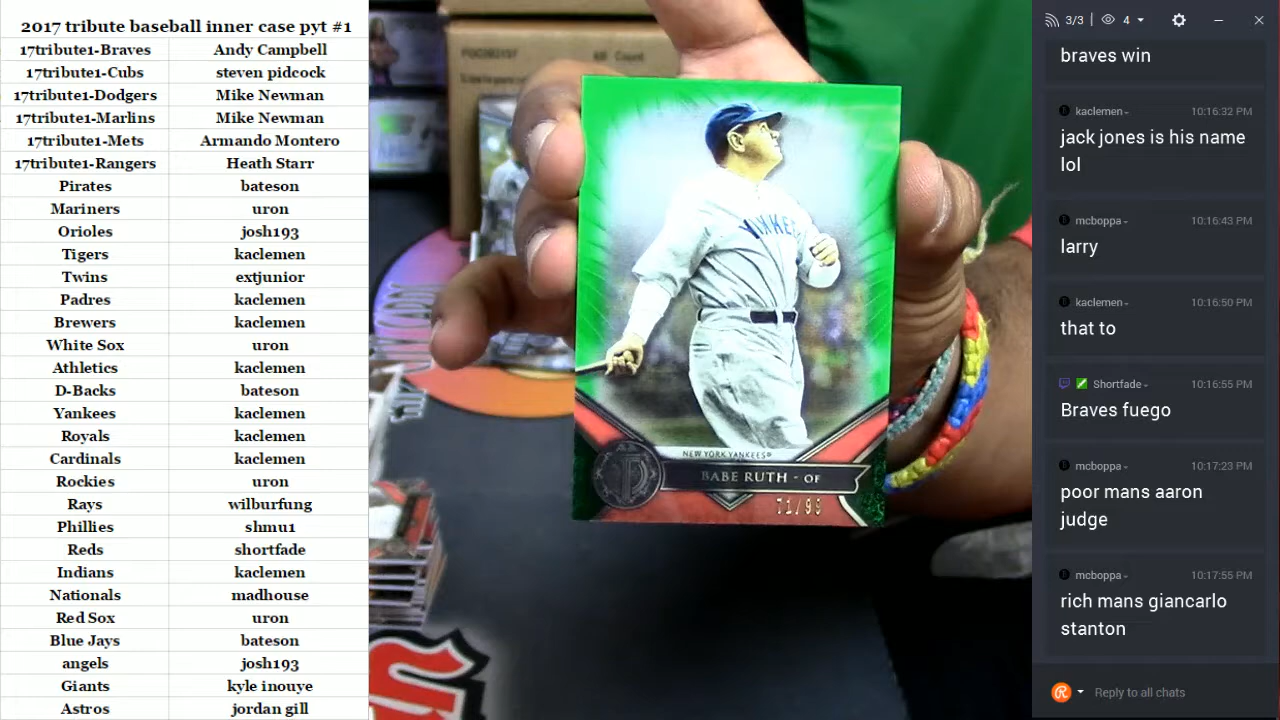 2017 tribute baseball inner case pyt #1
17tribute1-Braves Andy Campbell
17tribute1-Cubs steven pidcock
17tribute1-Dodgers Mike Newman
17tribute1-Marlins Mike Newman
17tribute1-Mets Armando Montero
17tribute1-Rangers Heath Starr
Pirates bateson
Mariners uron
Orioles josh193
Tigers kaclemen
Twins extjunior
Padres kaclemen
Brewers kaclemen
White Sox uron
Athletics kaclemen
D-Backs bateson
Yankees kaclemen
Royals kaclemen
Cardinals kaclemen
Rockies uron
Rays wilburfung
Phillies shmu1
Reds shortfade
Indians kaclemen
Nationals madhouse
Red Sox uron
Blue Jays bateson
angels josh193
Giants kyle inouye
Astros jordan gill
NEW YORK YANKEES®
BABE RUTH - OF
71/99
3/3 4
braves win
kaclemen 10:16:32 PM
jack jones is his name
lol
mcboppa 10:16:43 PM
larry
kaclemen 10:16:50 PM
that to
Shortfade 10:16:55 PM
Braves fuego
mcboppa 10:17:23 PM
poor mans aaron
judge
mcboppa 10:17:55 PM
rich mans giancarlo
stanton
Reply to all chats